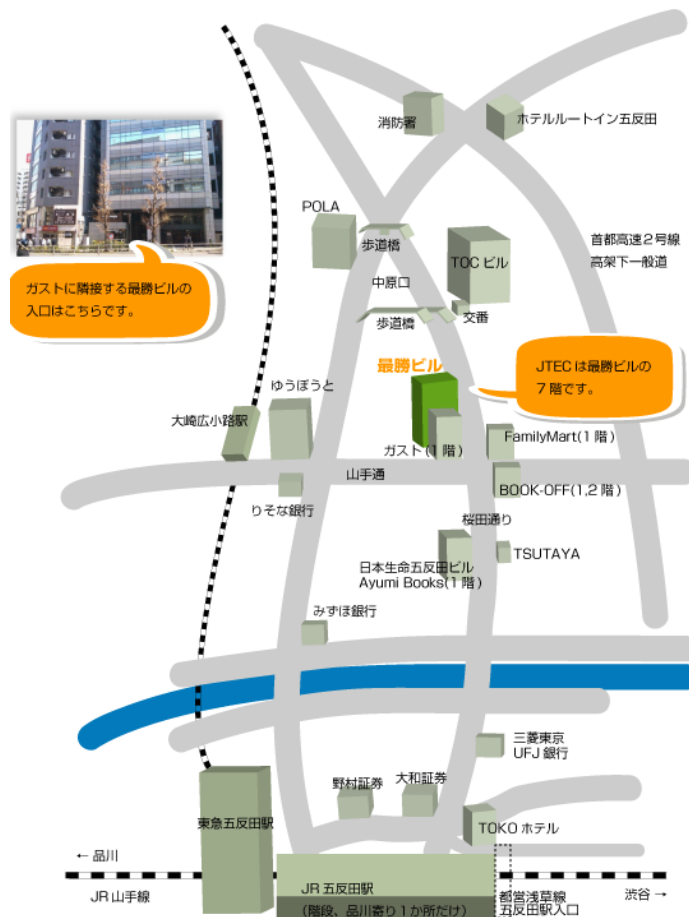 消防署
ホテルルートイン五反田
POLA
歩道橋
TOC ビル
首都高速2号線
高架下一般道
中原口
ガストに隣接する最勝ビルの
入口はこちらです。
歩道橋
交番
最勝ビル
JTEC は最勝ビルの
7 階です。
ゆうぽうと
大崎広小路駅
ガスト(1 階)
FamilyMart(1 階)
山手通
BOOK-OFF(1,2 階)
りそな銀行
桜田通り
日本生命五反田ビル
Ayumi Books(1 階)
TSUTAYA
みずほ銀行
三菱東京
UFJ 銀行
野村証券
大和証券
東急五反田駅
TOKO ホテル
← 品川
JR 山手線
JR 五反田駅
(階段、品川寄り1か所だけ)
都営浅草線
五反田駅入口
渋谷 →